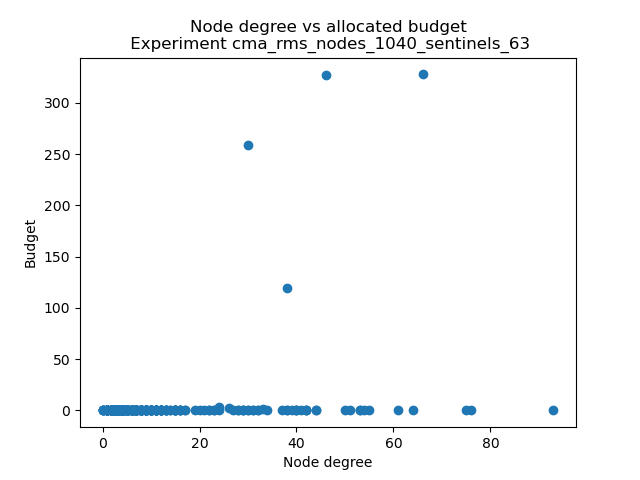 Node degree vs allocated budget
Experiment cma_rms_nodes_1040_sentinels_63
300
250
200
150
100
50
0
Budget
0 20 40 60 80
Node degree